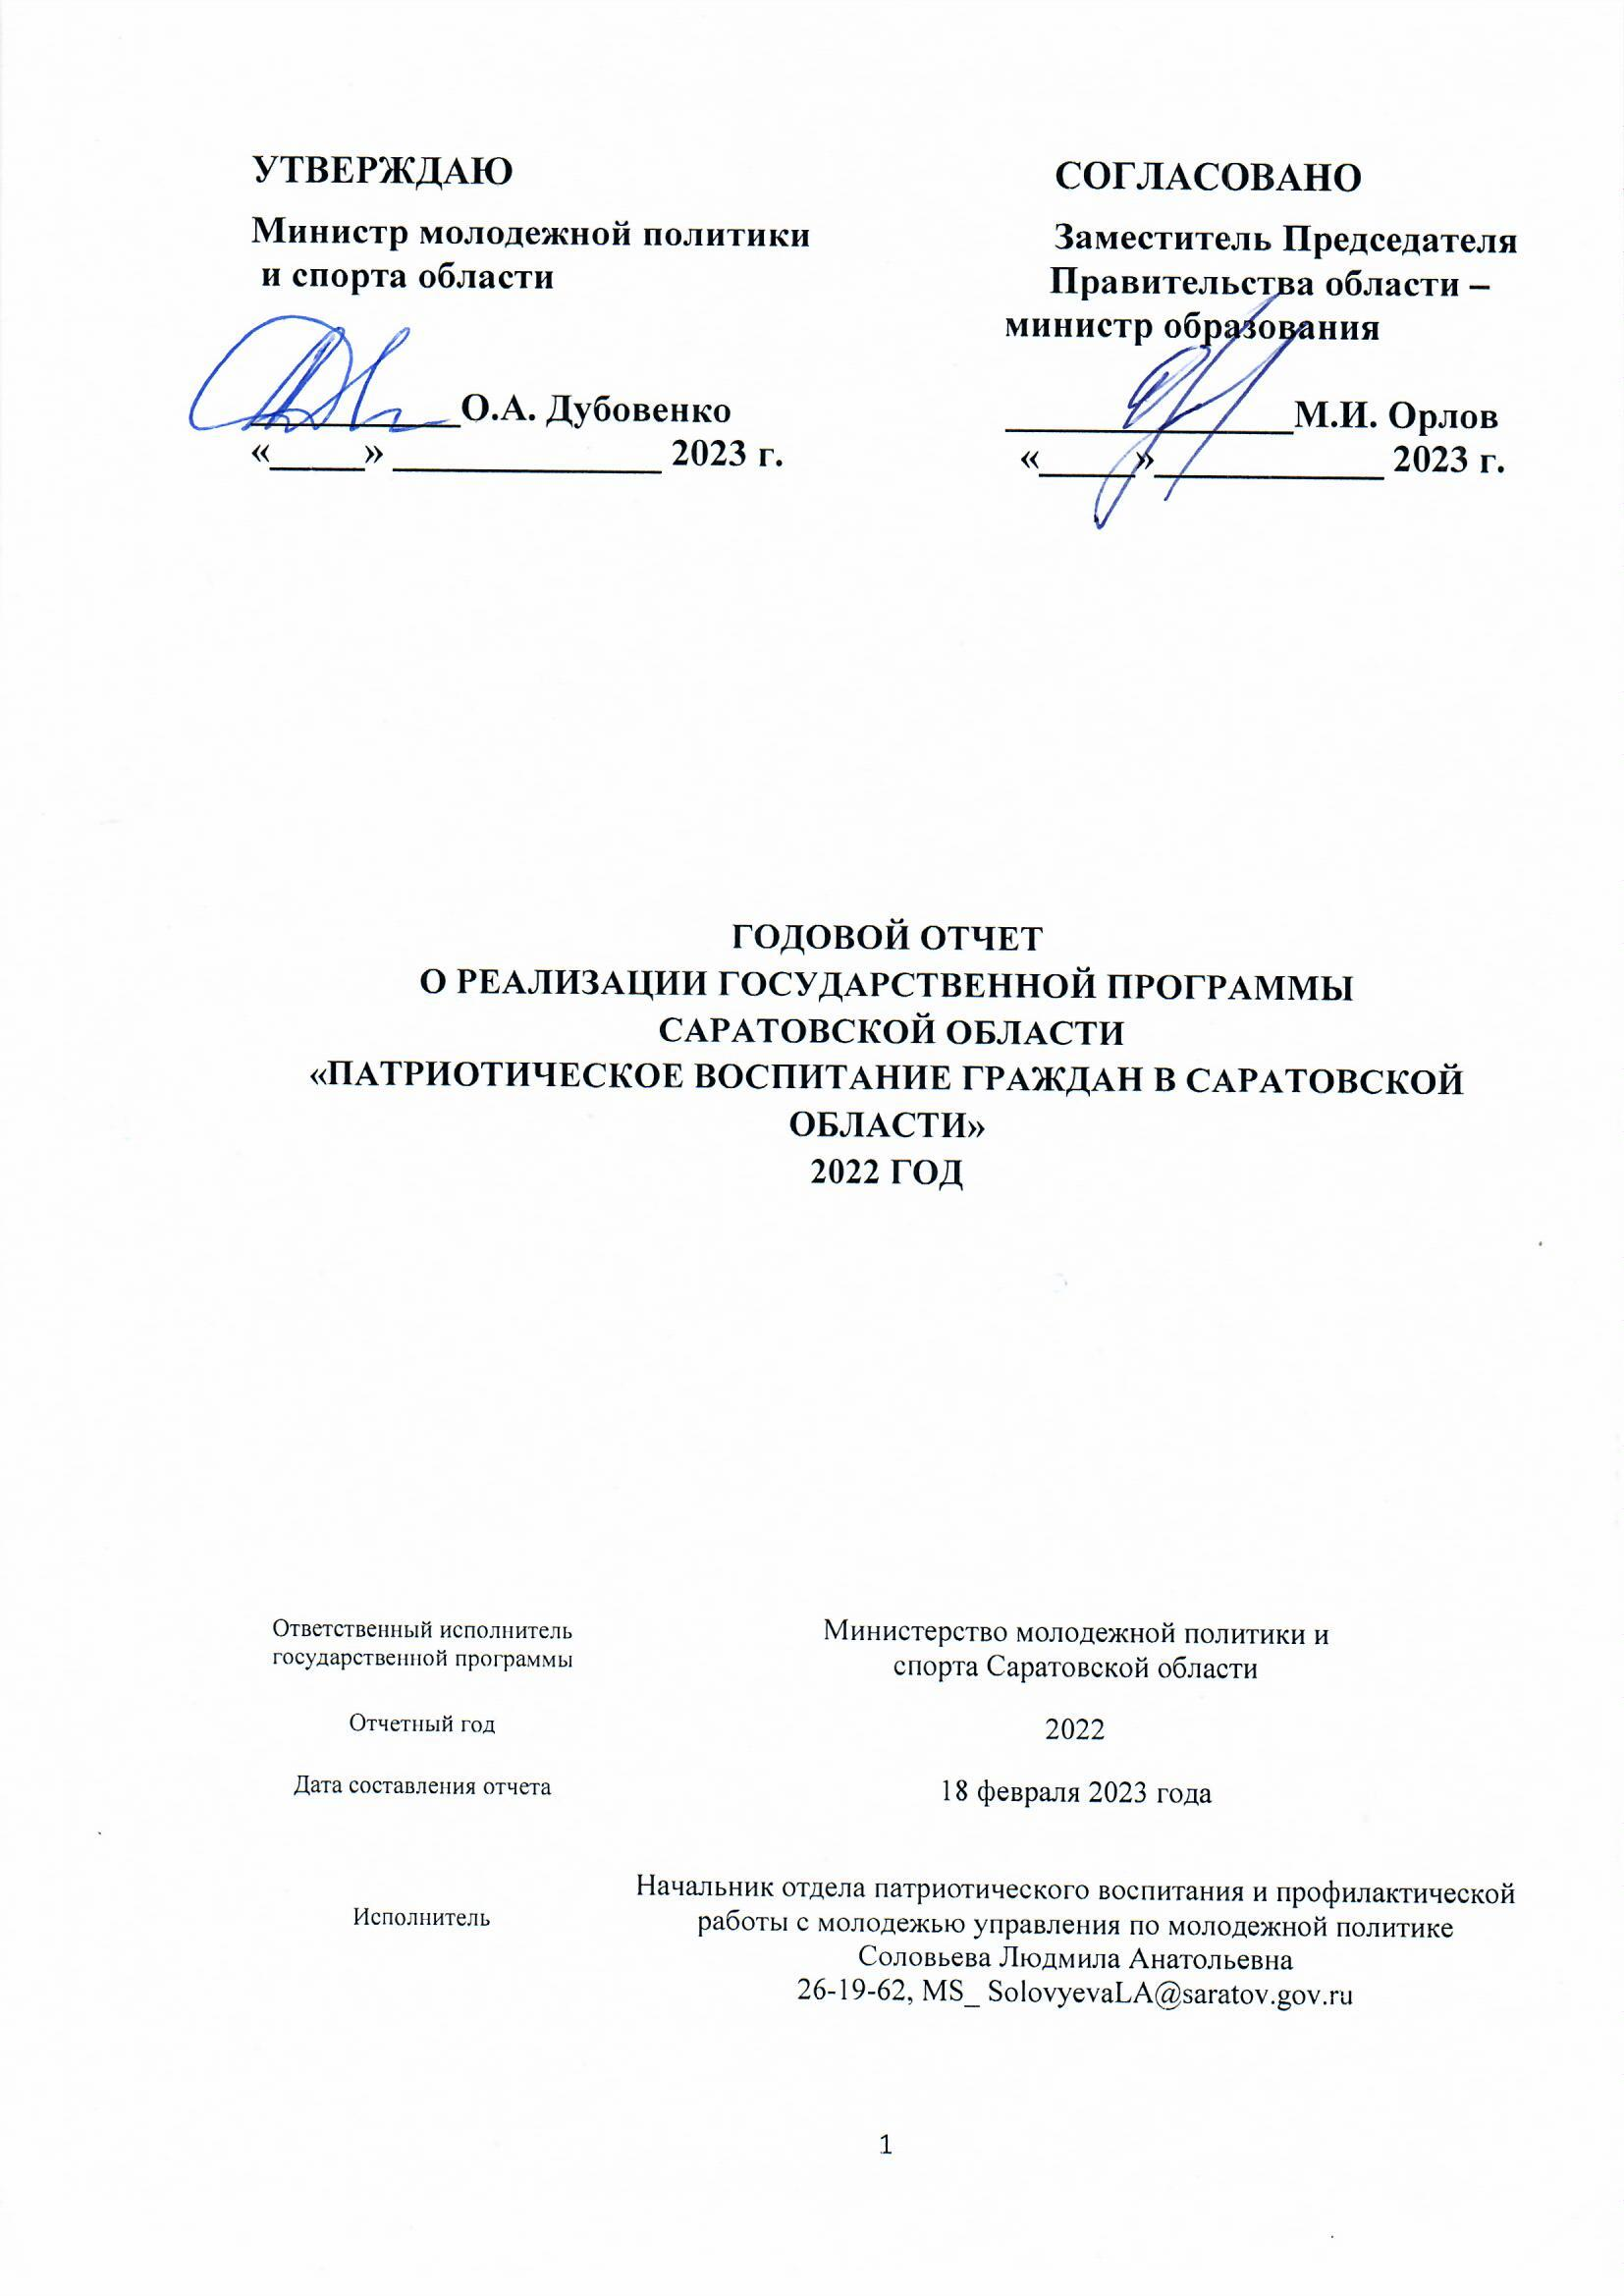 УТВЕРЖДАЮ
Министр молодежной политики
и спорта области
____________О.А. Дубовенко
«_____» ______________ 2023 г.
СОГЛАСОВАНО
Заместитель Председателя
Правительства области –
министр образования
_______________М.И. Орлов
«_____»____________ 2023 г.
ГОДОВОЙ ОТЧЕТ
О РЕАЛИЗАЦИИ ГОСУДАРСТВЕННОЙ ПРОГРАММЫ
САРАТОВСКОЙ ОБЛАСТИ
«ПАТРИОТИЧЕСКОЕ ВОСПИТАНИЕ ГРАЖДАН В САРАТОВСКОЙ
ОБЛАСТИ»
2022 ГОД
Ответственный исполнитель
государственной программы
Министерство молодежной политики и
спорта Саратовской области
Отчетный год
2022
Дата составления отчета
18 февраля 2023 года
Исполнитель
Начальник отдела патриотического воспитания и профилактической
работы с молодежью управления по молодежной политике
Соловьева Людмила Анатольевна
26-19-62, MS_ SolovyevaLA@saratov.gov.ru
1